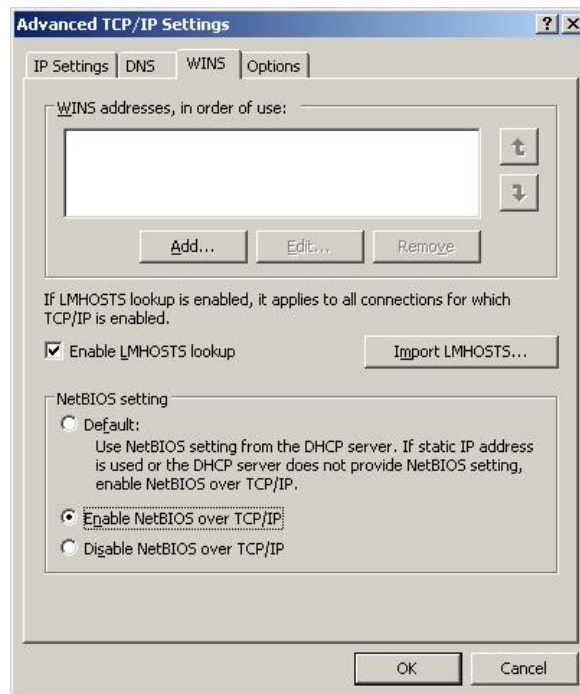 Advanced TCP/IP Settings
? X
IP Settings DNS WINS Options
WINS addresses, in order of use:
Add... Edit... Remove
If LMHOSTS lookup is enabled, it applies to all connections for which
TCP/IP is enabled.
Enable LMHOSTS lookup Import LMHOSTS...
NetBIOS setting
Default:
Use NetBIOS setting from the DHCP server. If static IP address
is used or the DHCP server does not provide NetBIOS setting,
enable NetBIOS over TCP/IP.
Enable NetBIOS over TCP/IP
Disable NetBIOS over TCP/IP
OK Cancel